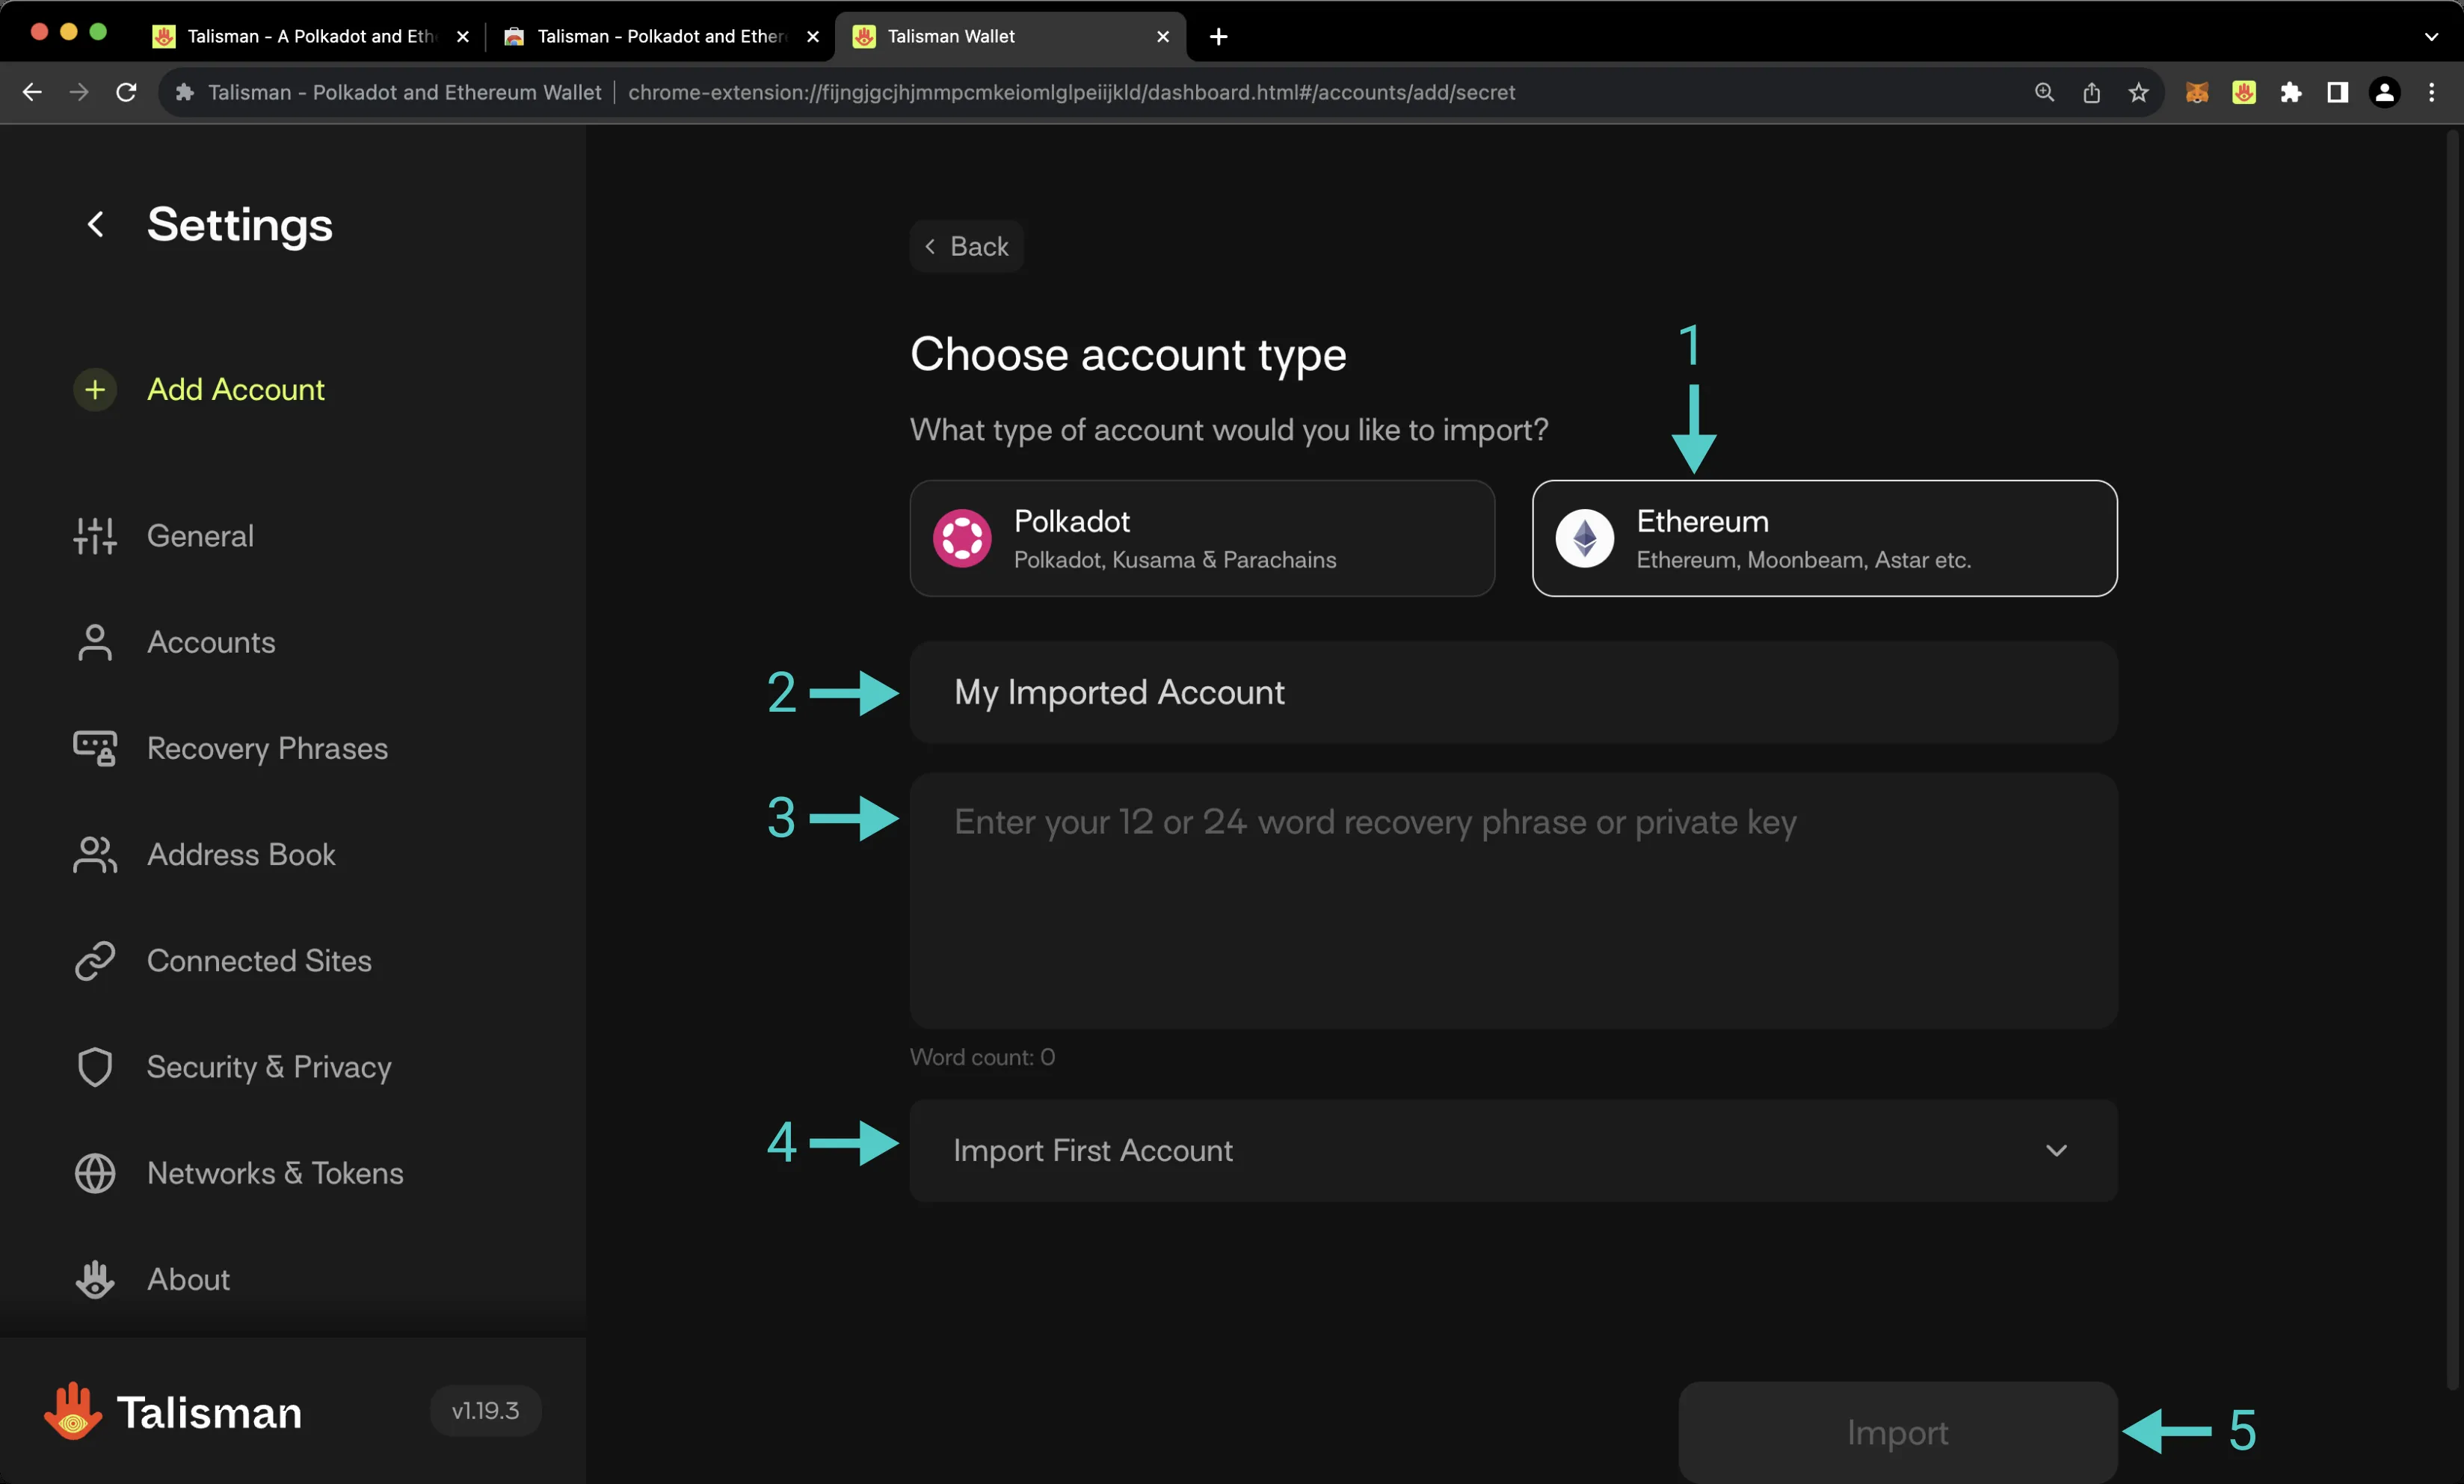 Talisman - A Polkadot and Eth
Talisman - Polkadot and Ether
Talisman Wallet
Talisman - Polkadot and Ethereum Wallet
chrome-extension://fijngjgcjhjmmpcmkeiomlglpeiijkld/dashboard.html#/accounts/add/secret
Settings
Add Account
General
Accounts
Recovery Phrases
Address Book
Connected Sites
Security & Privacy
Networks & Tokens
About
Talisman
v1.19.3
Back
Choose account type
What type of account would you like to import?
1
Polkadot
Polkadot, Kusama & Parachains
Ethereum
Ethereum, Moonbeam, Astar etc.
2
My Imported Account
3
Enter your 12 or 24 word recovery phrase or private key
Word count: 0
4
Import First Account
Import
5